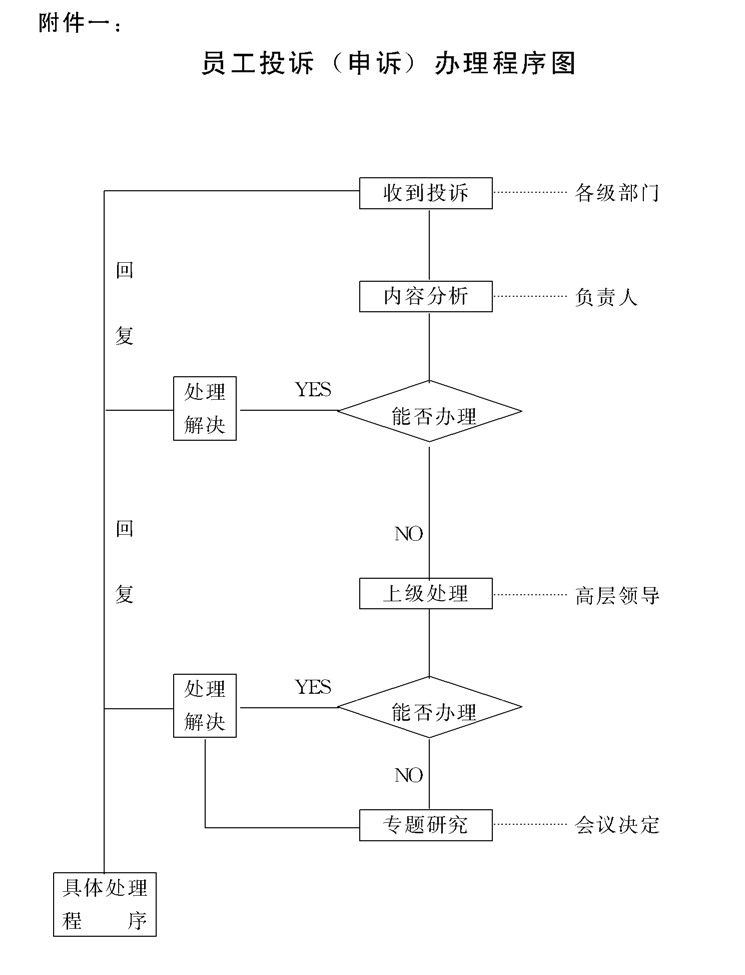 附件一：
员工投诉（申诉）办理程序图
收到投诉
各级部门
回
内容分析
负责人
复
处理
解决
YES
能否办理
回
NO
复
上级处理
高层领导
处理
解决
YES
能否办理
NO
专题研究
会议决定
具体处理
程 序